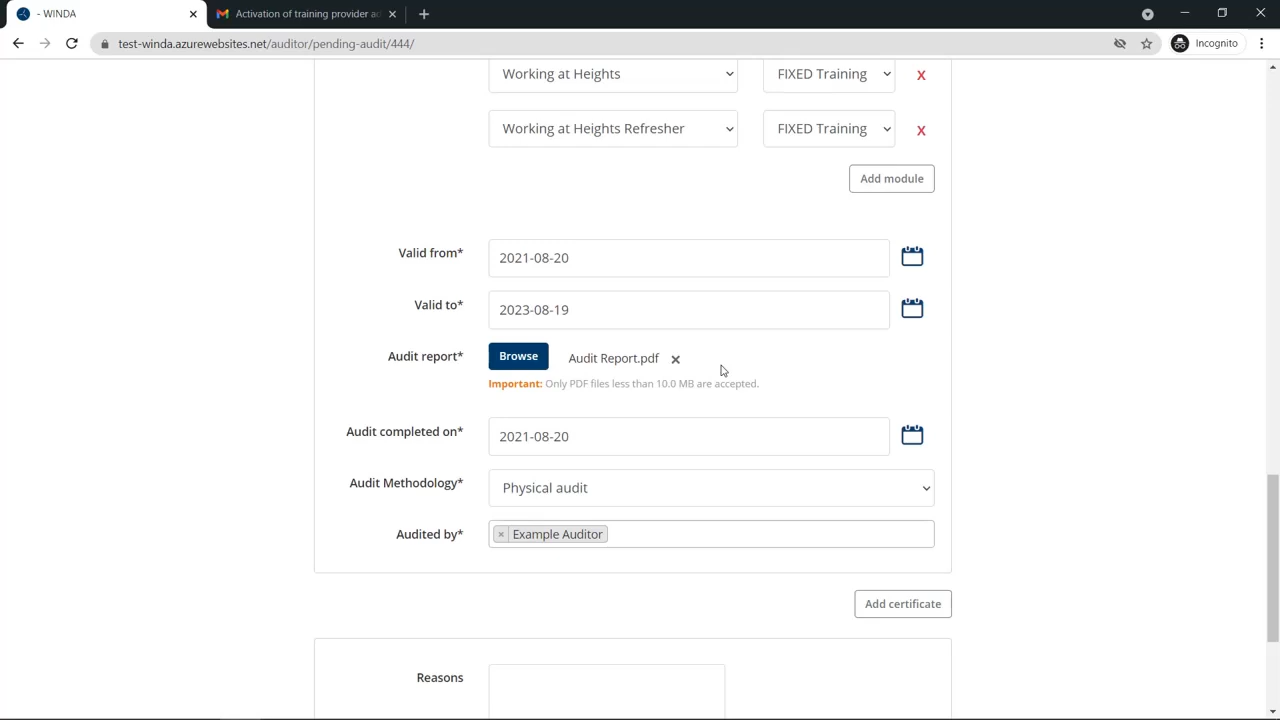 - WINDA
Activation of training provider ac
test-winda.azurewebsites.net/auditor/pending-audit/444/
Incognito
Working at Heights
FIXED Training
X
Working at Heights Refresher
FIXED Training
X
Add module
Valid from*
2021-08-20
Valid to*
2023-08-19
Audit report*
Browse
Audit Report.pdf
Important: Only PDF files less than 10.0 MB are accepted.
Audit completed on*
2021-08-20
Audit Methodology*
Physical audit
Audited by*
× Example Auditor
Add certificate
Reasons